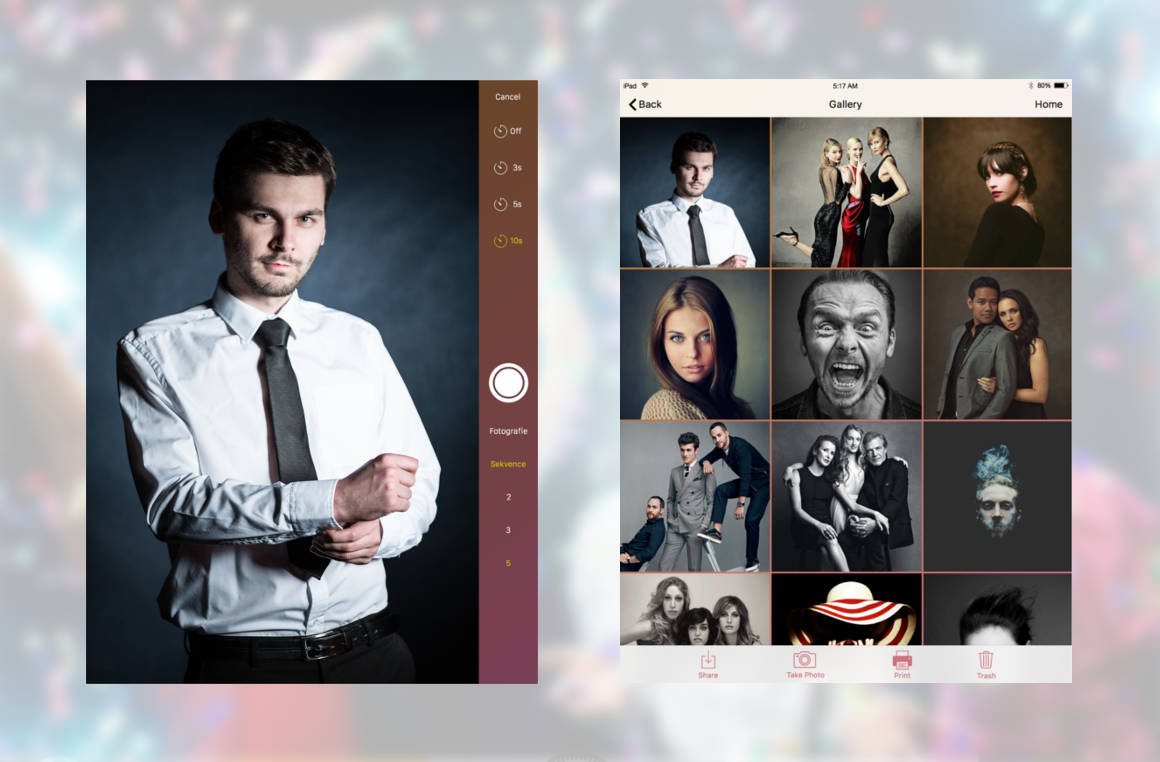 Cancel
Off
3s
5s
10s
Fotografie
Sekvence
2
3
5
iPad 5:17 AM 80%
Back Gallery Home
Share Take Photo Print Trash